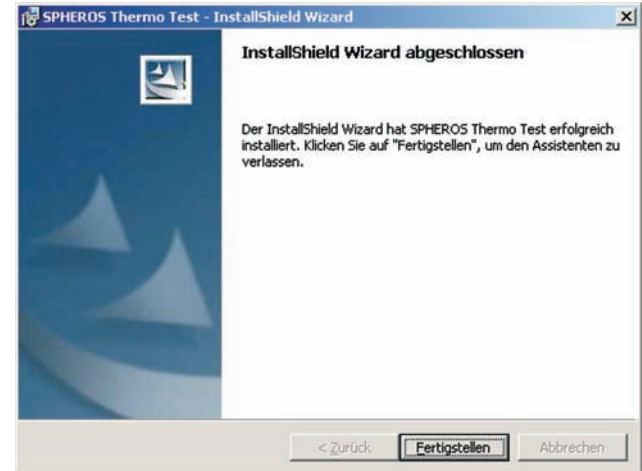 SPHEROS Thermo Test - InstallShield Wizard
InstallShield Wizard abgeschlossen
Der InstallShield Wizard hat SPHEROS Thermo Test erfolgreich
installiert. Klicken Sie auf "Fertigstellen", um den Assistenten zu
verlassen.
< Zurück Fertigstellen Abbrechen